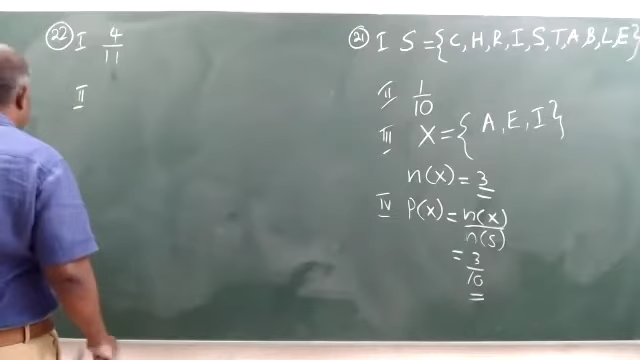 ㉒ I 4/11
II
㉑ I S = {C, H, R, I, S, T, A, B, L, E}
II 1/10
III X = {A, E, I}
n(x) = 3
IV P(x) = n(x)/n(s)
= 3/10